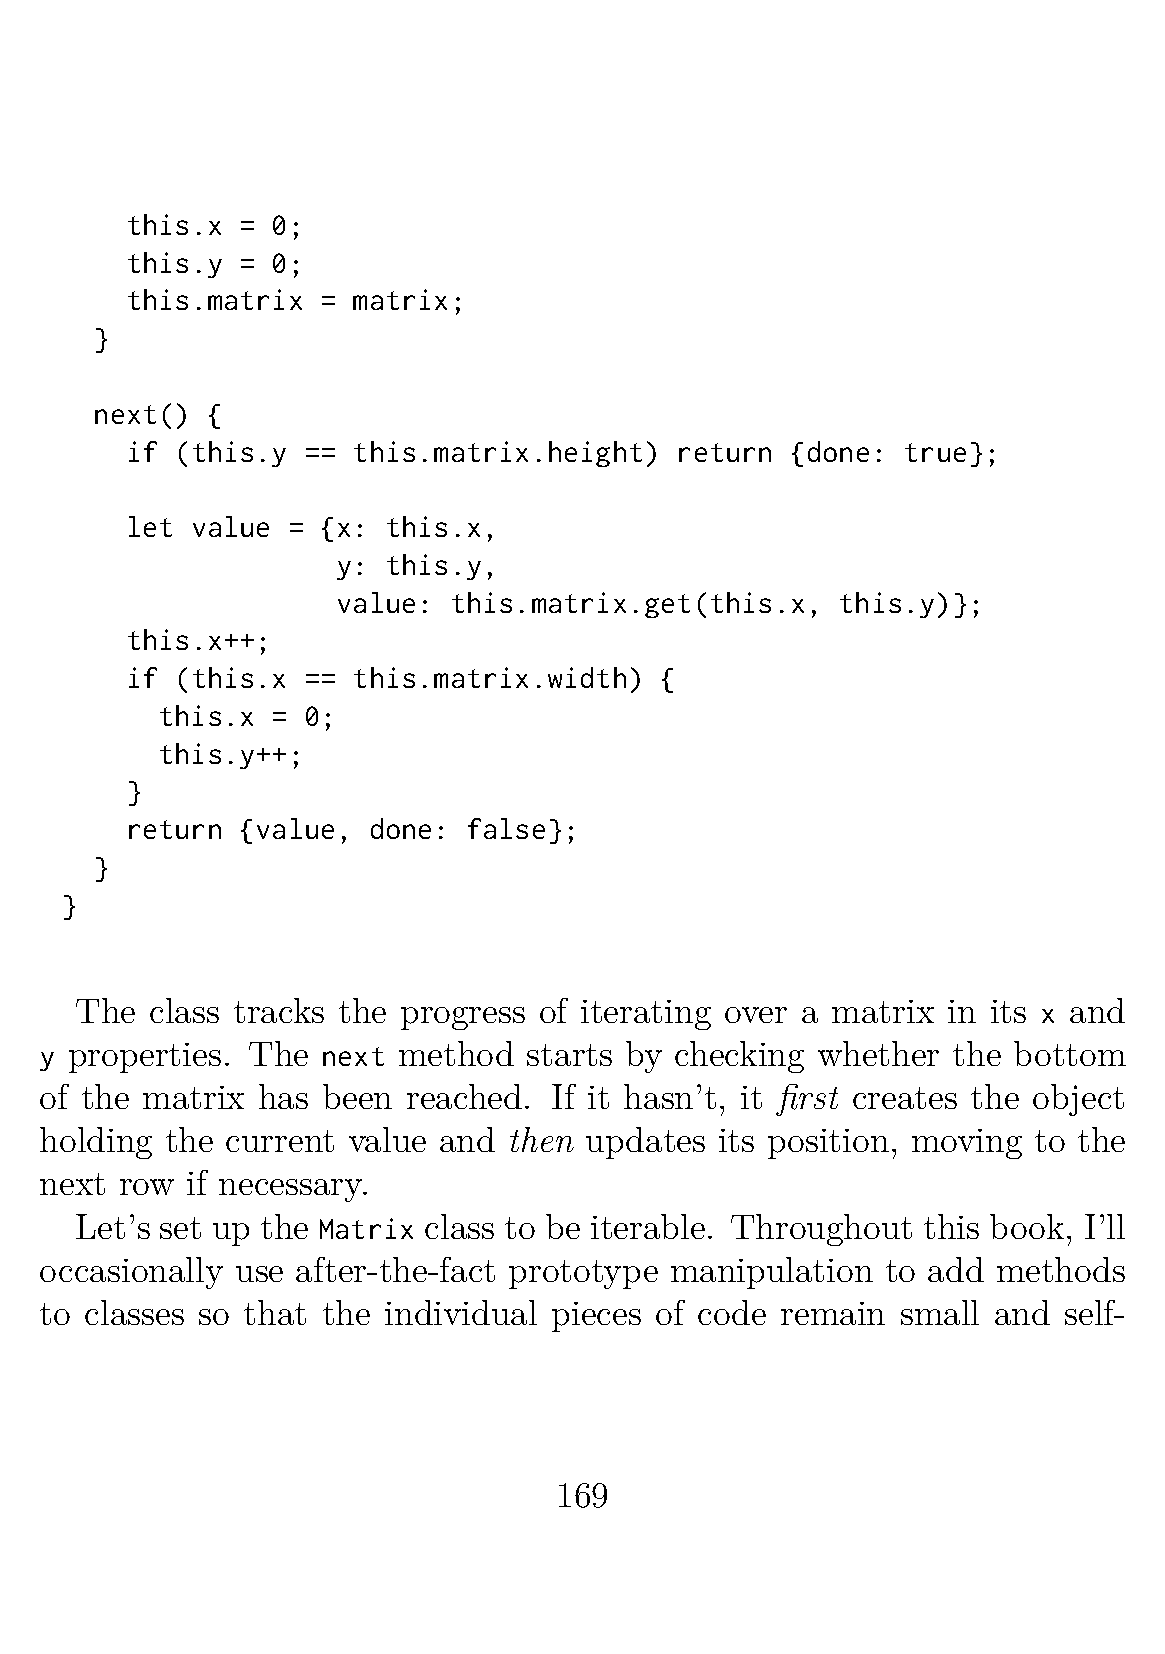 this.x = 0;
this.y = 0;
this.matrix = matrix;
}
next() {
if (this.y == this.matrix.height) return {done: true};
let value = {x: this.x,
y: this.y,
value: this.matrix.get(this.x, this.y)};
this.x++;
if (this.x == this.matrix.width) {
this.x = 0;
this.y++;
}
return {value, done: false};
}
}
The class tracks the progress of iterating over a matrix in its x and
y properties. The next method starts by checking whether the bottom
of the matrix has been reached. If it hasn’t, it first creates the object
holding the current value and then updates its position, moving to the
next row if necessary.
Let’s set up the Matrix class to be iterable. Throughout this book, I’ll
occasionally use after-the-fact prototype manipulation to add methods
to classes so that the individual pieces of code remain small and self-
169